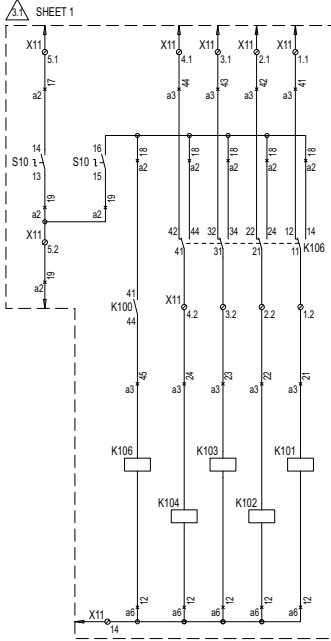 3.1 SHEET 1
X11 X11 X11 X11 X11
5.1 4.1 3.1 2.1 1.1
17 44 43 42 41
a2 a3 a3 a3 a3
14 16 18 18 18 18
S10 S10 a2 a2 a2 a2
13 15
19 19
a2 a2
X11 42 44 32 34 22 24 12 14
K106
5.2 41 31 21 11
19
a2
41 X11
K100
44 4.2 3.2 2.2 1.2
45 24 23 22 21
a3 a3 a3 a3 a3
K106 K103 K101
K104 K102
12 12 12 12 12
a6 a6 a6 a6 a6
X11
14